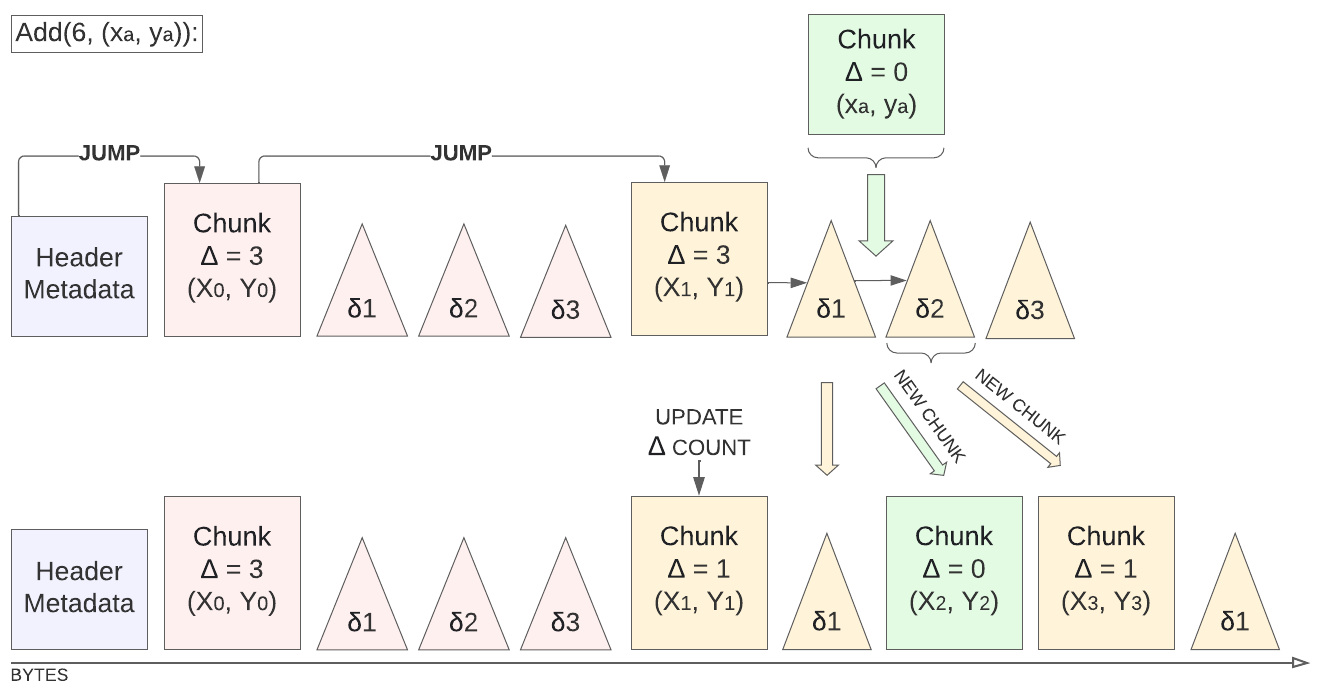 Add(6, (xa, ya)):
Chunk
Δ = 0
(xa, ya)
JUMP
JUMP
Header
Metadata
Chunk
Δ = 3
(X0, Y0)
δ1
δ2
δ3
Chunk
Δ = 3
(X1, Y1)
δ1
δ2
δ3
UPDATE
Δ COUNT
NEW CHUNK
NEW CHUNK
Header
Metadata
Chunk
Δ = 3
(X0, Y0)
δ1
δ2
δ3
Chunk
Δ = 1
(X1, Y1)
δ1
Chunk
Δ = 0
(X2, Y2)
Chunk
Δ = 1
(X3, Y3)
δ1
BYTES